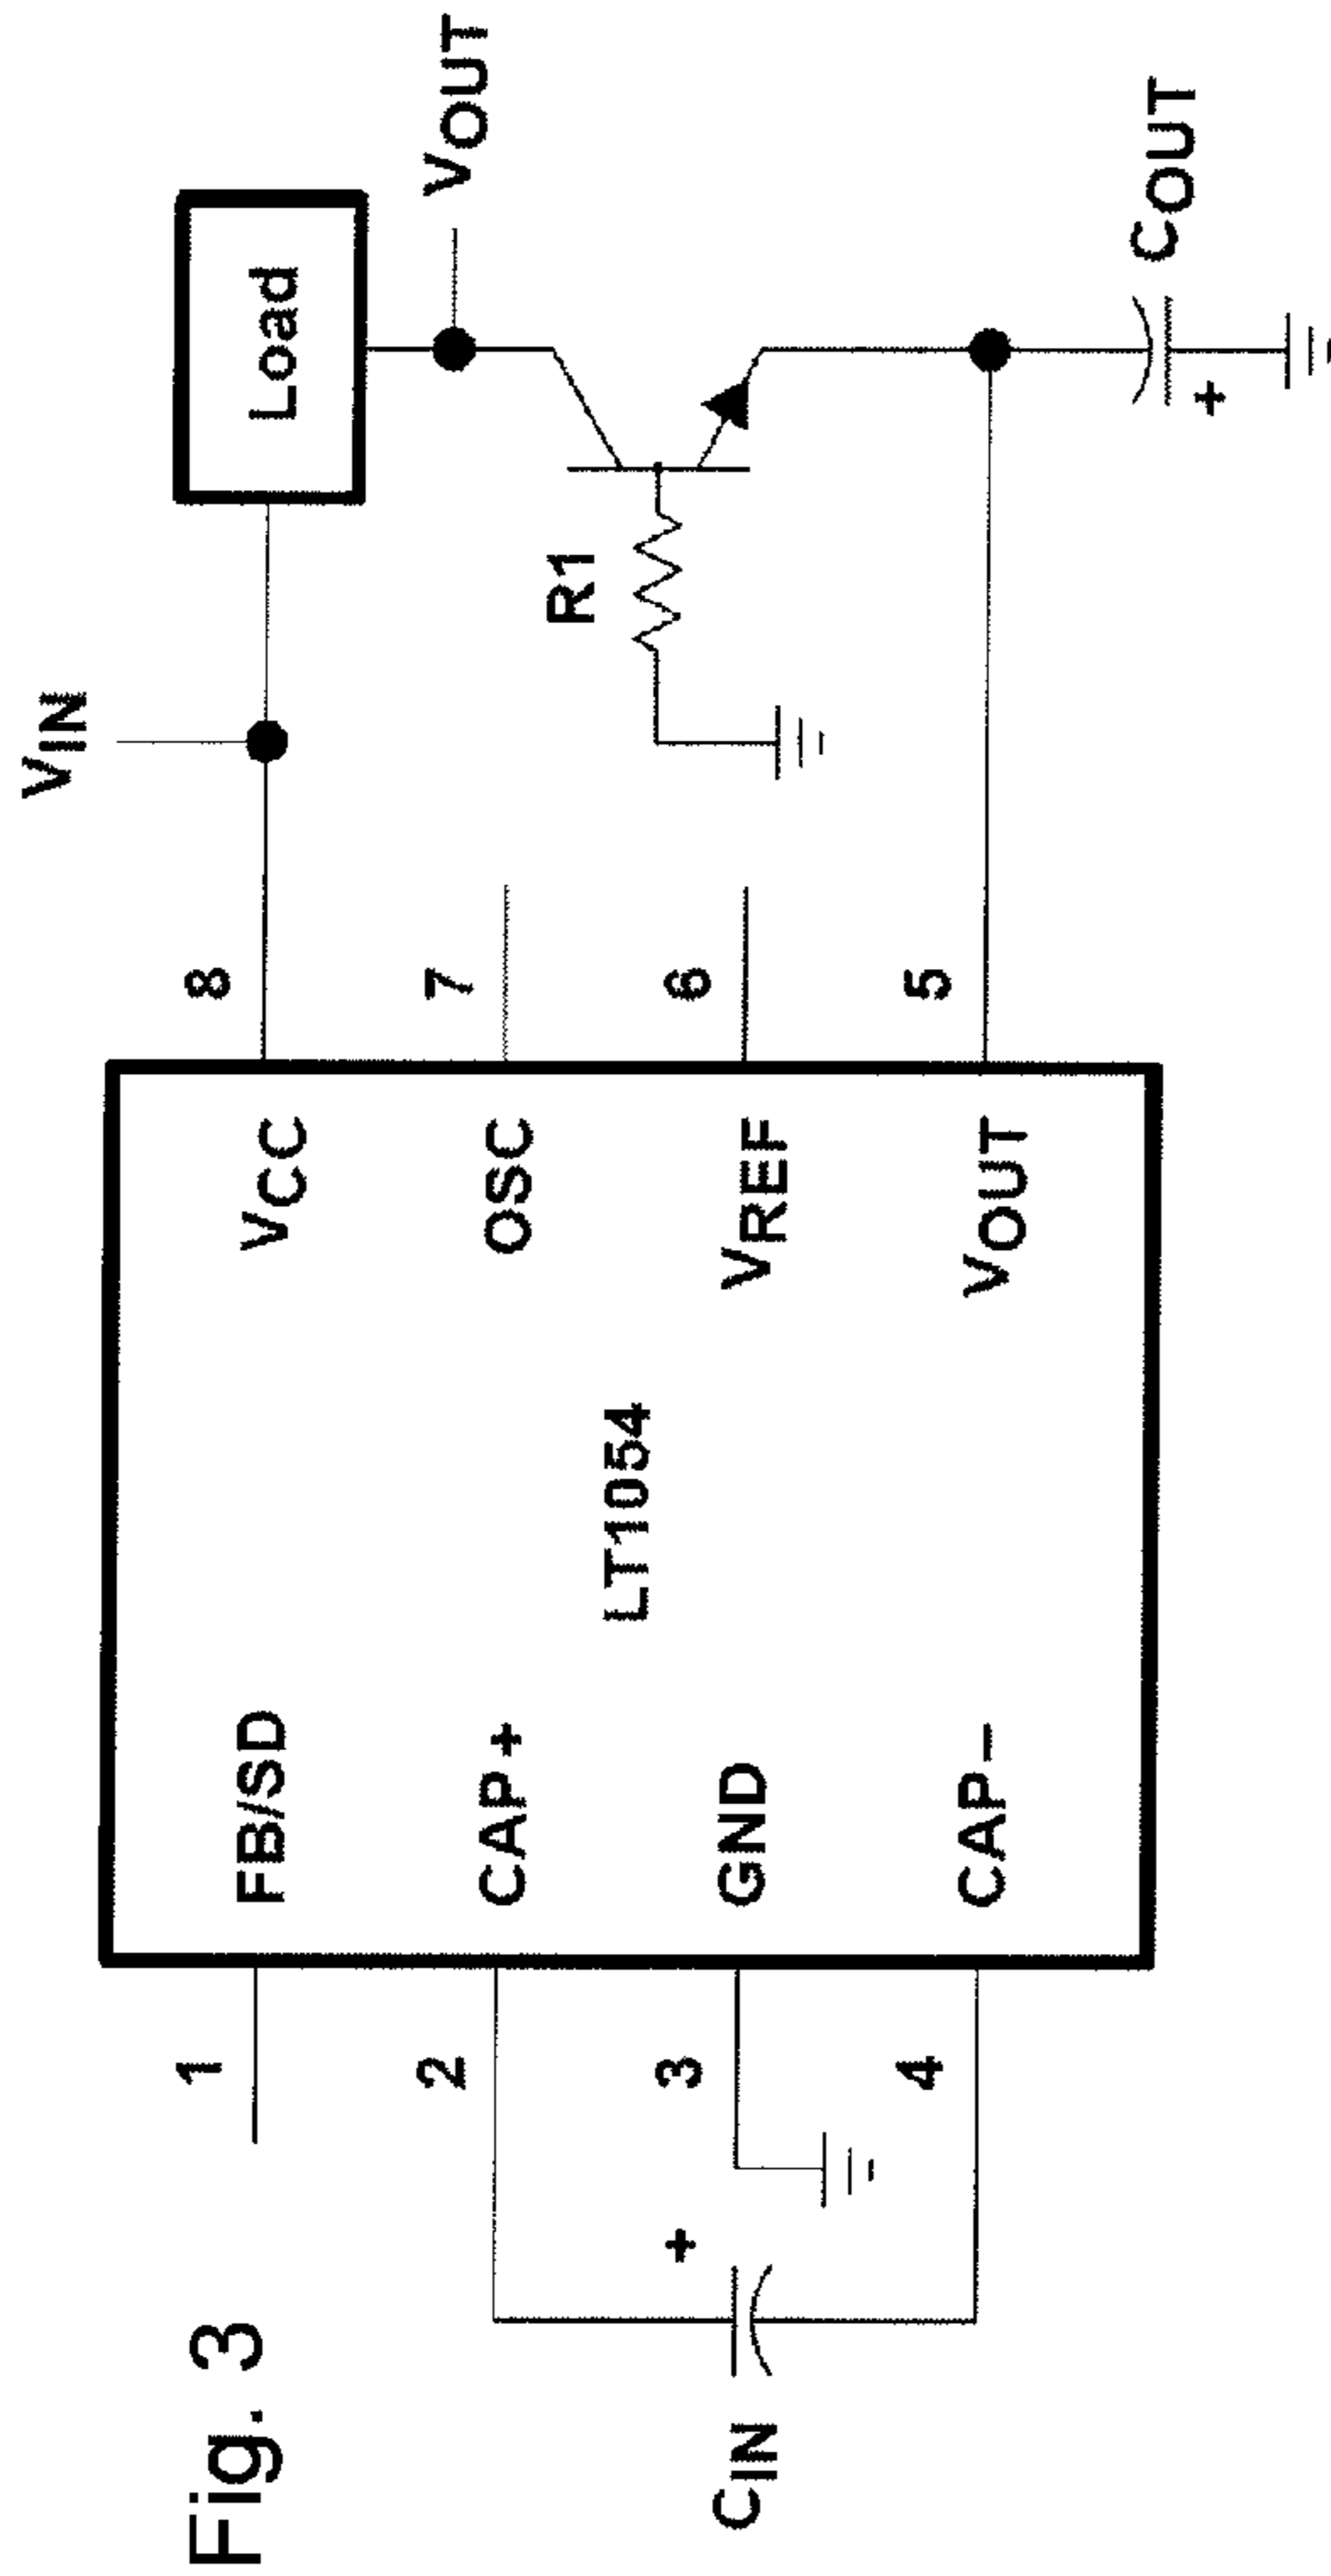 Fig. 3
VIN
Load
VOUT
R1
COUT
1
2
3
4
FB/SD
CAP+
GND
CAP−
LT1054
VCC
OSC
VREF
VOUT
8
7
6
5
CIN
+
+